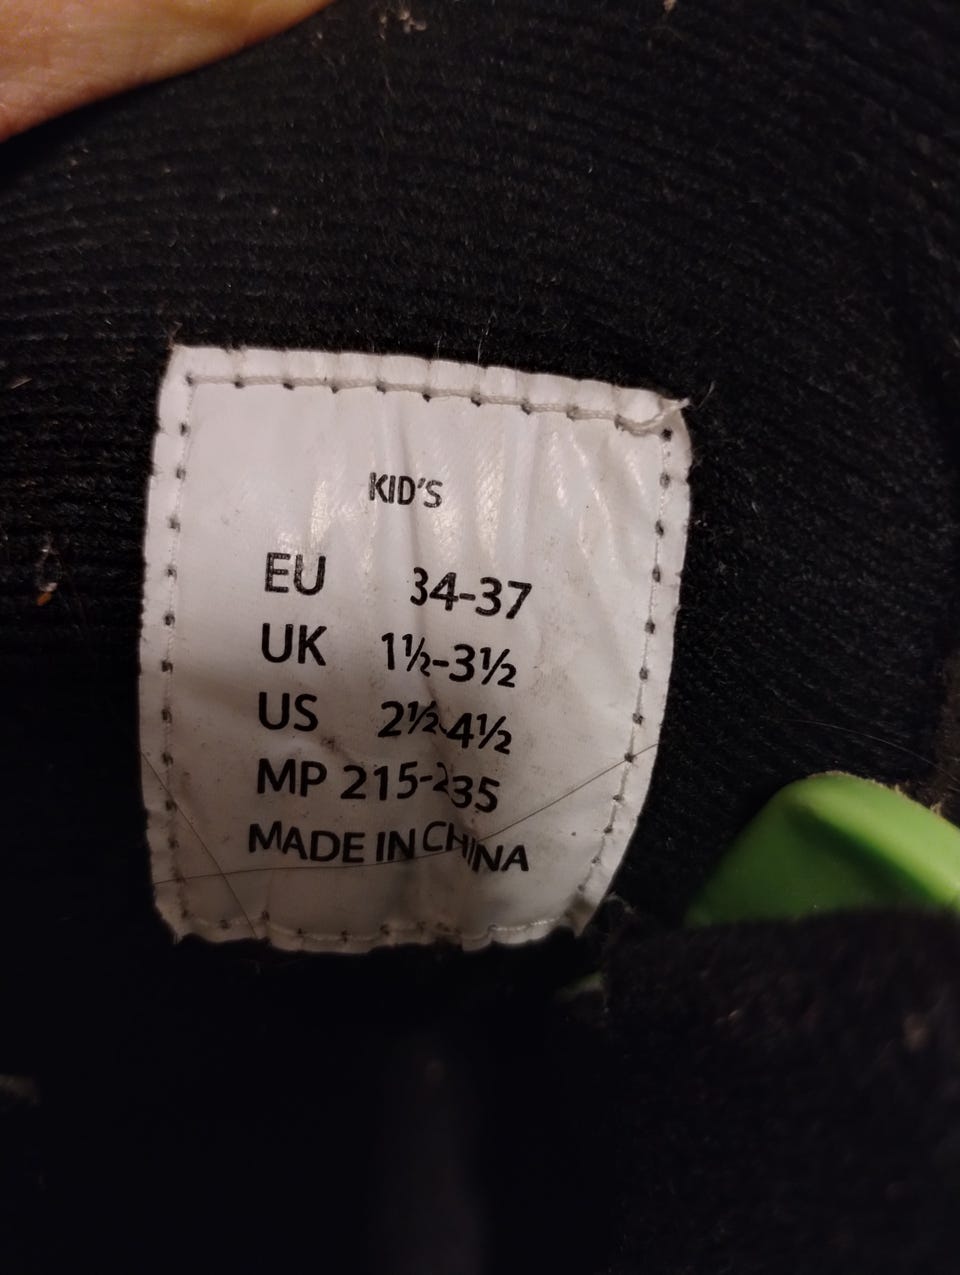 KID'S
EU 34-37
UK 1½-3½
US 2½-4½
MP 215-235
MADE IN CHINA